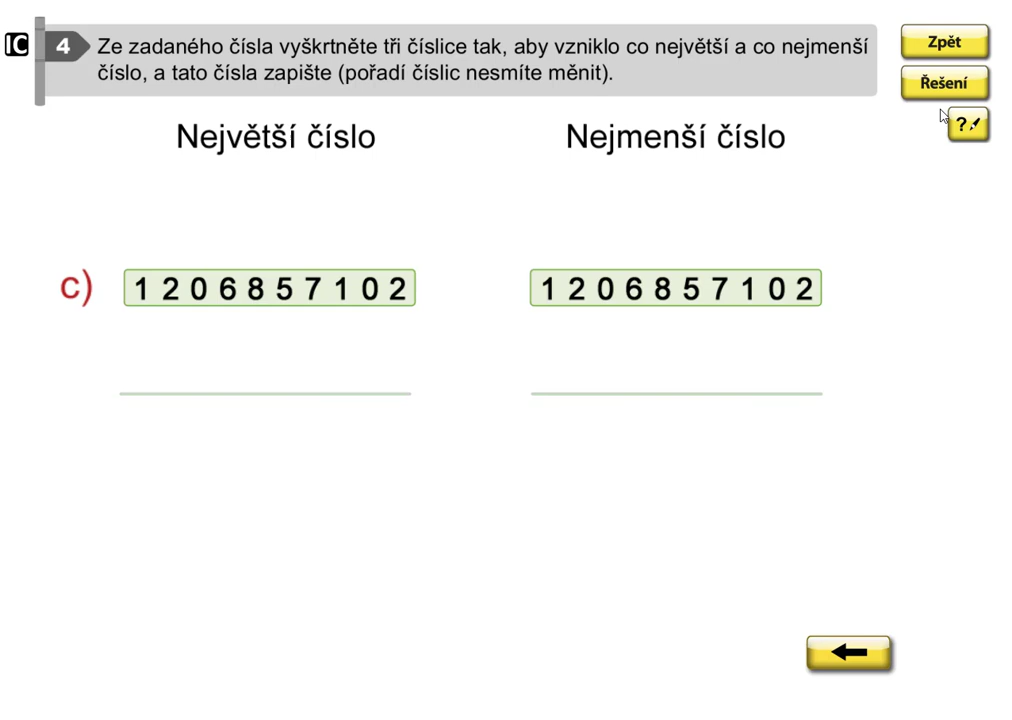 IC
4 Ze zadaného čísla vyškrtněte tři číslice tak, aby vzniklo co největší a co nejmenší
číslo, a tato čísla zapište (pořadí číslic nesmíte měnit).
Zpět
Řešení
?
Největší číslo Nejmenší číslo
c) 1 2 0 6 8 5 7 1 0 2 1 2 0 6 8 5 7 1 0 2